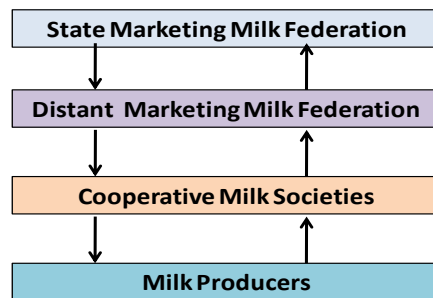 State Marketing Milk Federation
Distant Marketing Milk Federation
Cooperative Milk Societies
Milk Producers